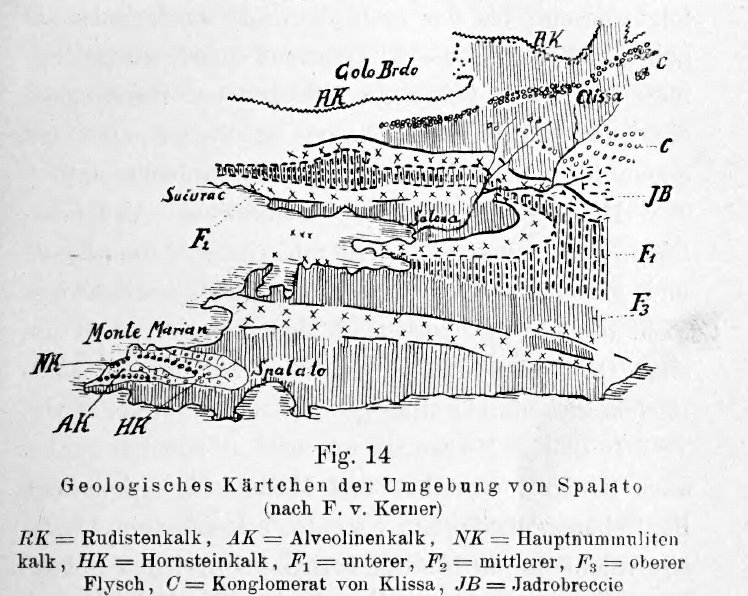 RK
C
Golo Brdo
RK
Clissa
C
Sućurac
JB
Salona
F₂
F₁
F₃
Monte Marian
NK
Spalato
AK
HK
Fig. 14
Geologisches Kärtchen der Umgebung von Spalato
(nach F. v. Kerner)
RK = Rudistenkalk, AK = Alveolinenkalk, NK = Hauptnummuliten
kalk, HK = Hornsteinkalk, F₁ = unterer, F₂ = mittlerer, F₃ = oberer
Flysch, C = Konglomerat von Klissa, JB = Jadrobreccie